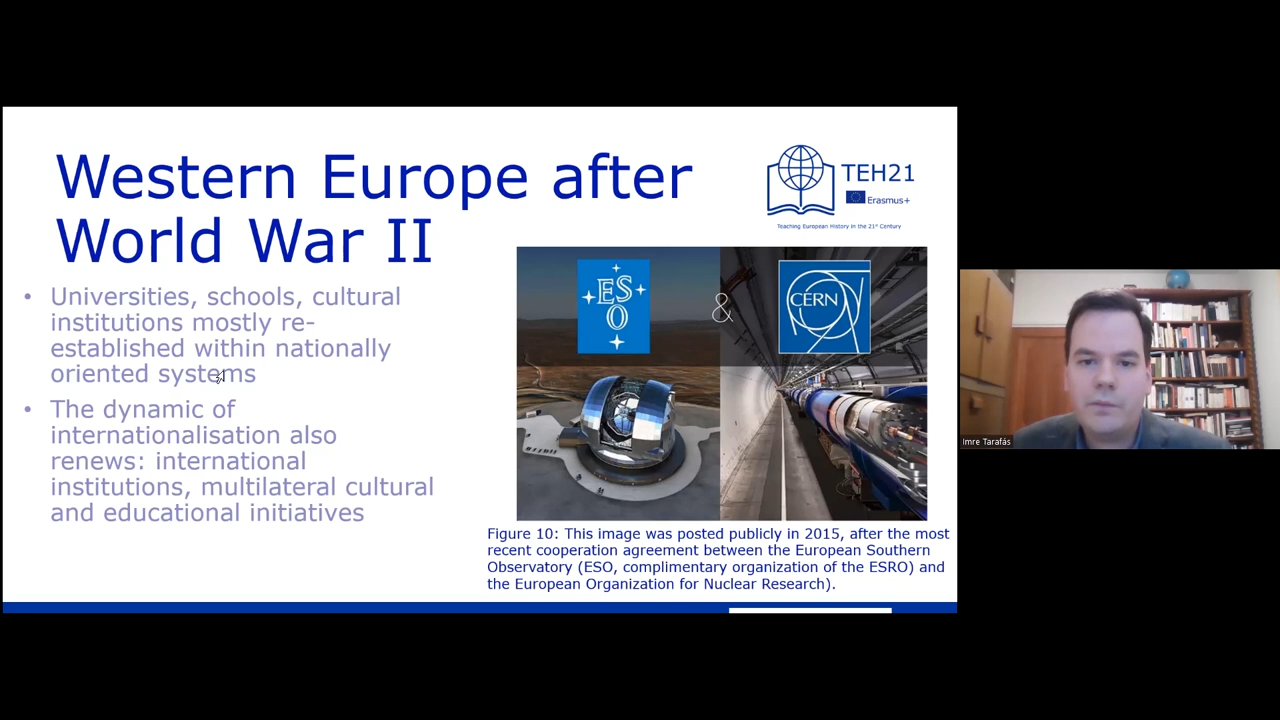 Western Europe after
World War II
TEH21
Erasmus+
Teaching European History in the 21st Century
• Universities, schools, cultural
institutions mostly re-
established within nationally
oriented systems
• The dynamic of
internationalisation also
renews: international
institutions, multilateral cultural
and educational initiatives
ESO
&
CERN
Figure 10: This image was posted publicly in 2015, after the most
recent cooperation agreement between the European Southern
Observatory (ESO, complimentary organization of the ESRO) and
the European Organization for Nuclear Research).
Imre Tarafás